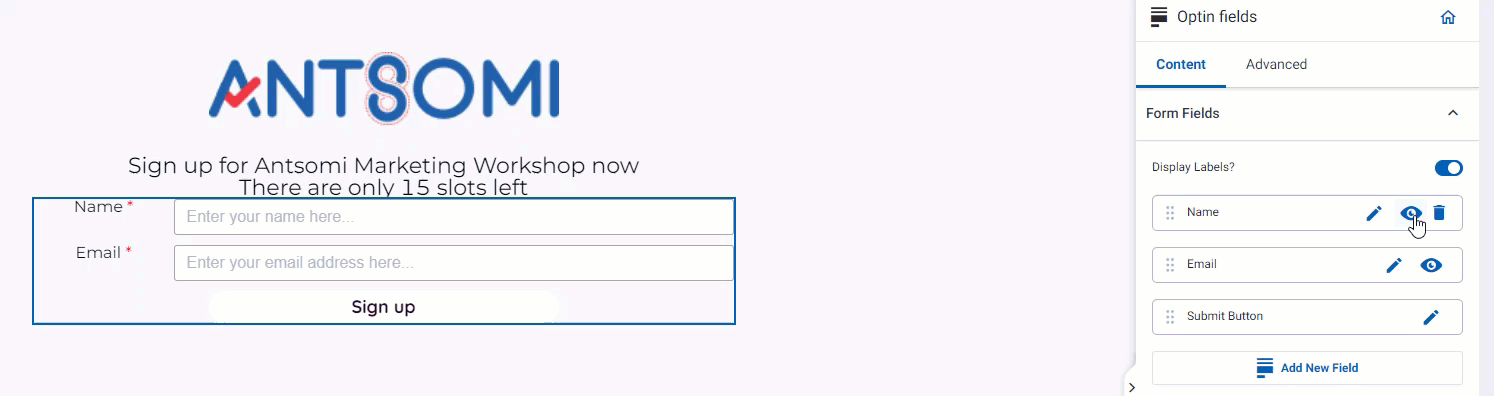 ANTSOMI
Sign up for Antsomi Marketing Workshop now
There are only 15 slots left
Name *
Enter your name here...
Email *
Enter your email address here...
Sign up
Optin fields
Content
Advanced
Form Fields
Display Labels?
Name
Email
Submit Button
Add New Field